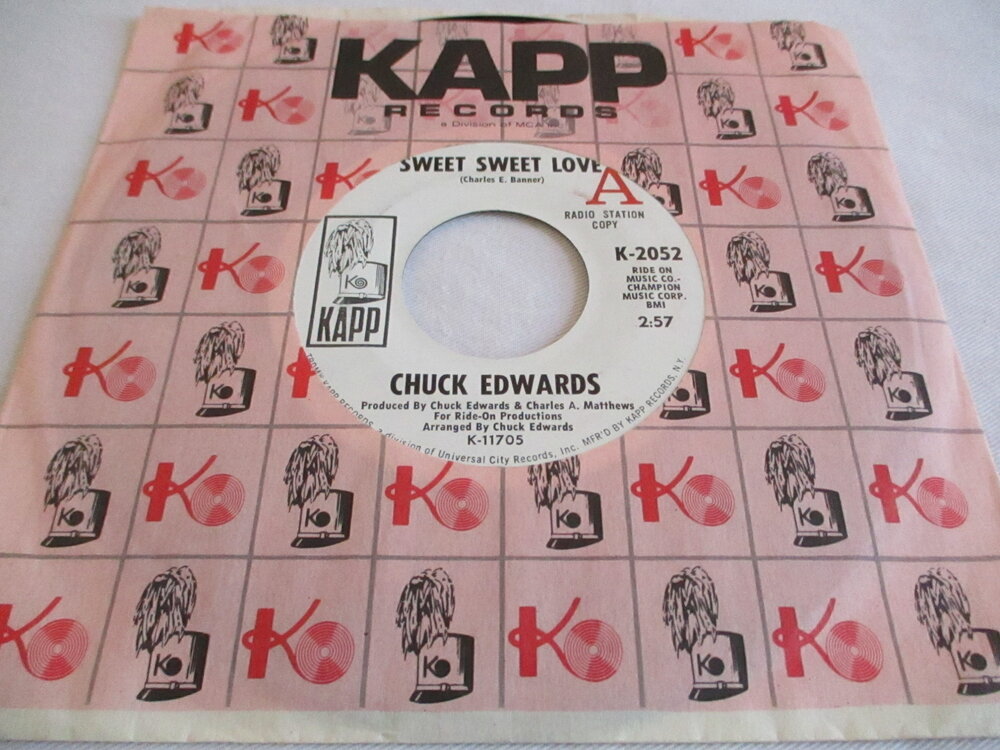 KAPP
RECORDS
a Division of MCA
SWEET SWEET LOVE
(Charles E. Banner)
A
RADIO STATION
COPY
K-2052
RIDE ON
MUSIC CO.-
CHAMPION
MUSIC CORP.
BMI
2:57
KAPP
CHUCK EDWARDS
Produced By Chuck Edwards & Charles A. Matthews
For Ride-On Productions
Arranged By Chuck Edwards
K-11705
KAPP RECORDS, a division of Universal City Records, Inc. MFR'D BY KAPP RECORDS, N.Y.